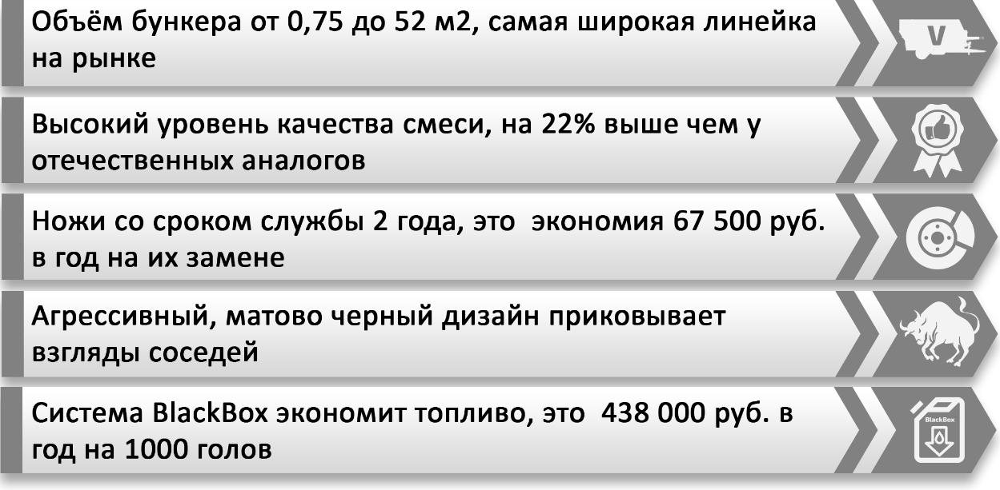 Объём бункера от 0,75 до 52 м2, самая широкая линейка
на рынке
V
Высокий уровень качества смеси, на 22% выше чем у
отечественных аналогов
Ножи со сроком службы 2 года, это  экономия 67 500 руб.
в год на их замене
Агрессивный, матово черный дизайн приковывает
взгляды соседей
Система BlackBox экономит топливо, это  438 000 руб. в
год на 1000 голов
BlackBox